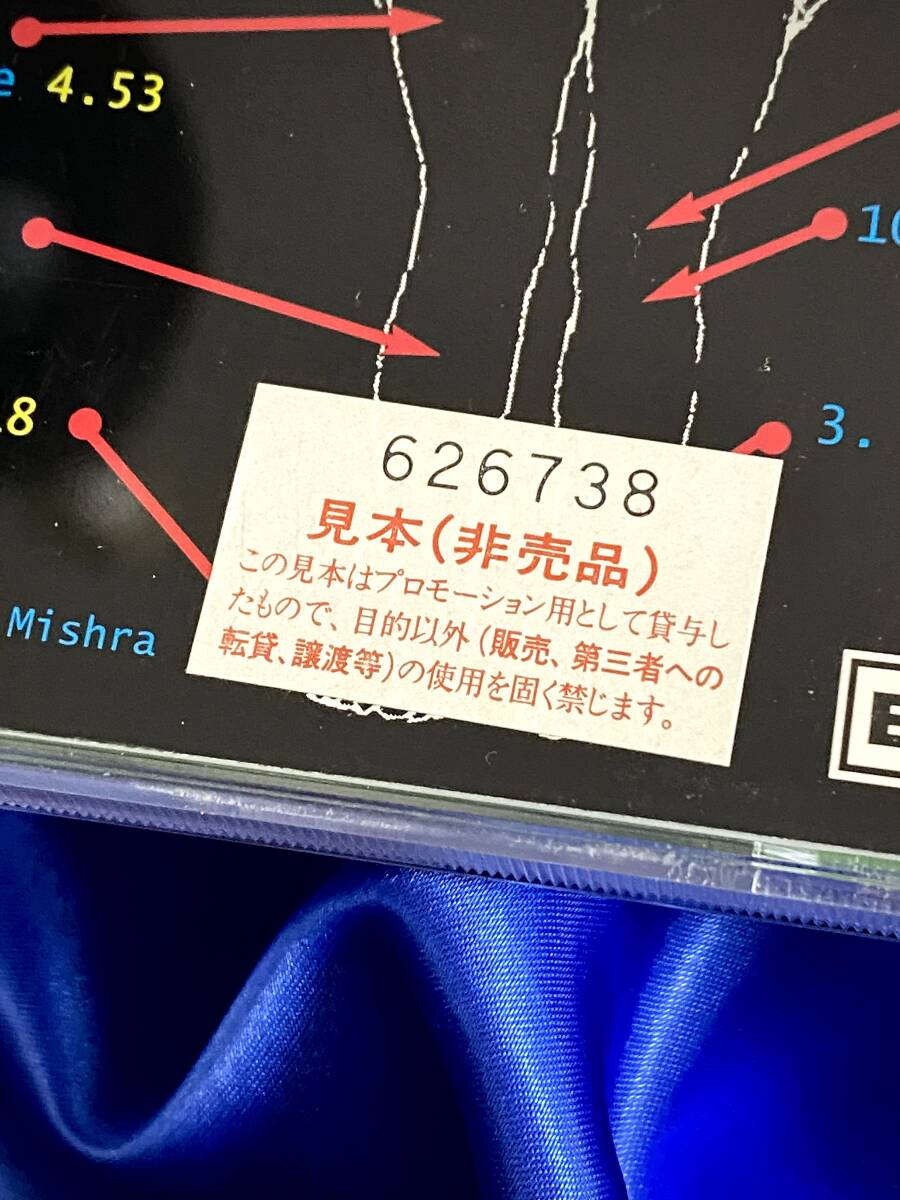 4.53
10
8
3.
626738
見本(非売品)
この見本はプロモーション用として貸与し
たもので、目的以外(販売、第三者への
転貸、譲渡等)の使用を固く禁じます。
Mishra